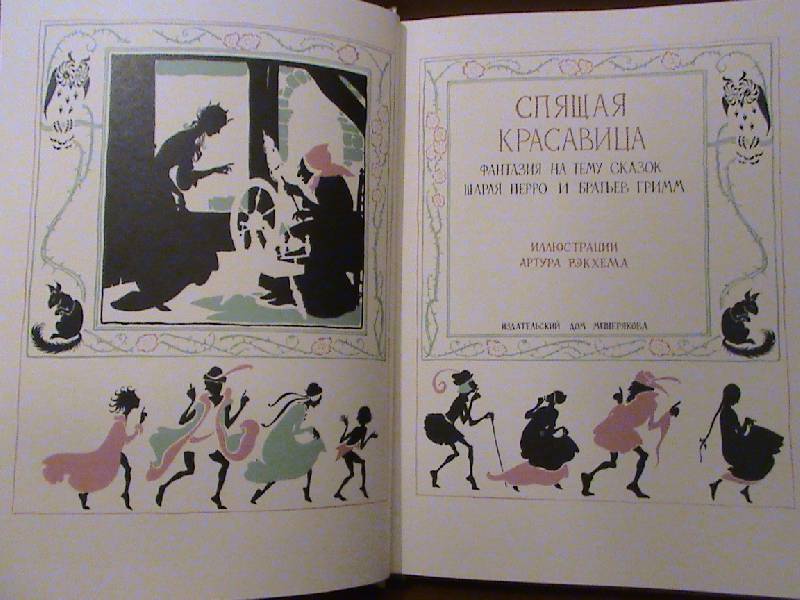 СПЯЩАЯ
КРАСАВИЦА
ФАНТАЗИЯ НА ТЕМУ СКАЗОК
ШАРЛЯ ПЕРРО И БРАТЬЕВ ГРИММ
ИЛЛЮСТРАЦИИ
АРТУРА РЭКХЕМА
ИЗДАТЕЛЬСКИЙ ДОМ МЕЩЕРЯКОВА